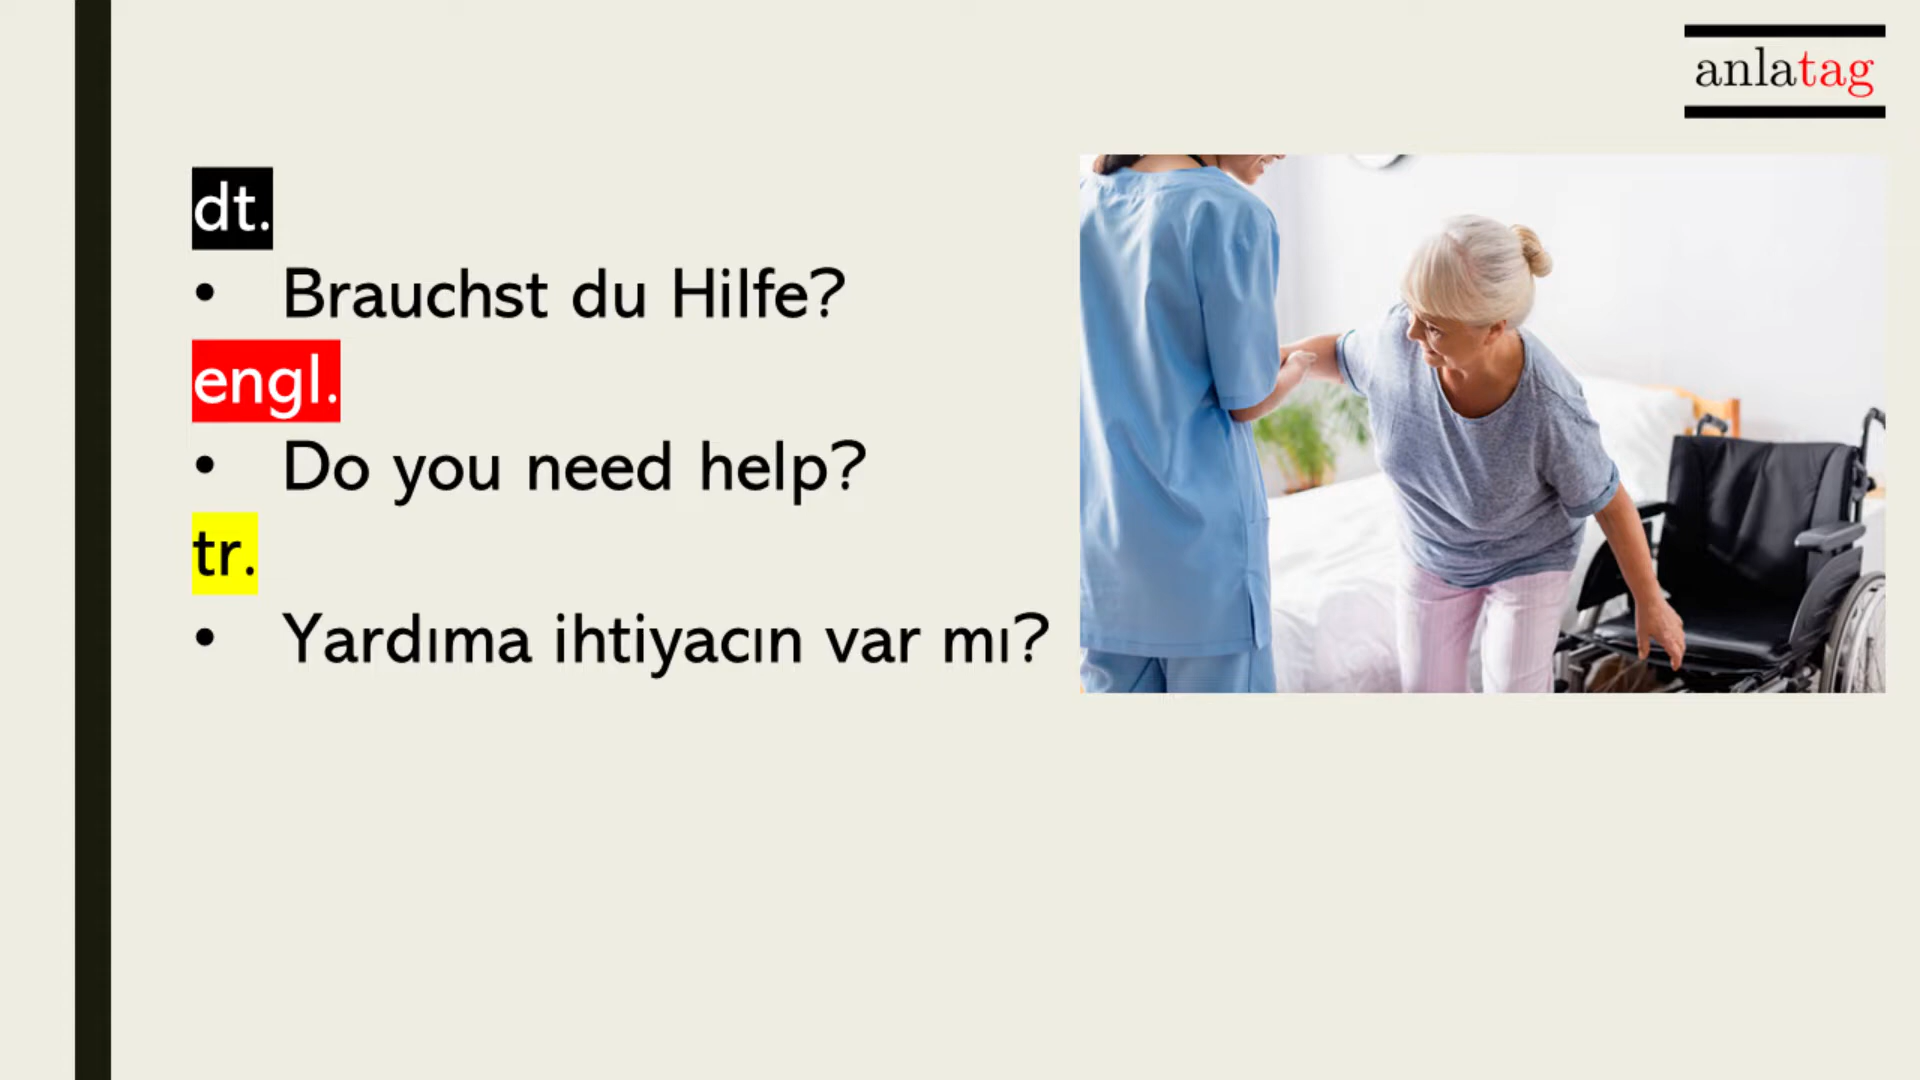 anlatag
dt.
• Brauchst du Hilfe?
engl.
• Do you need help?
tr.
• Yardıma ihtiyacın var mı?